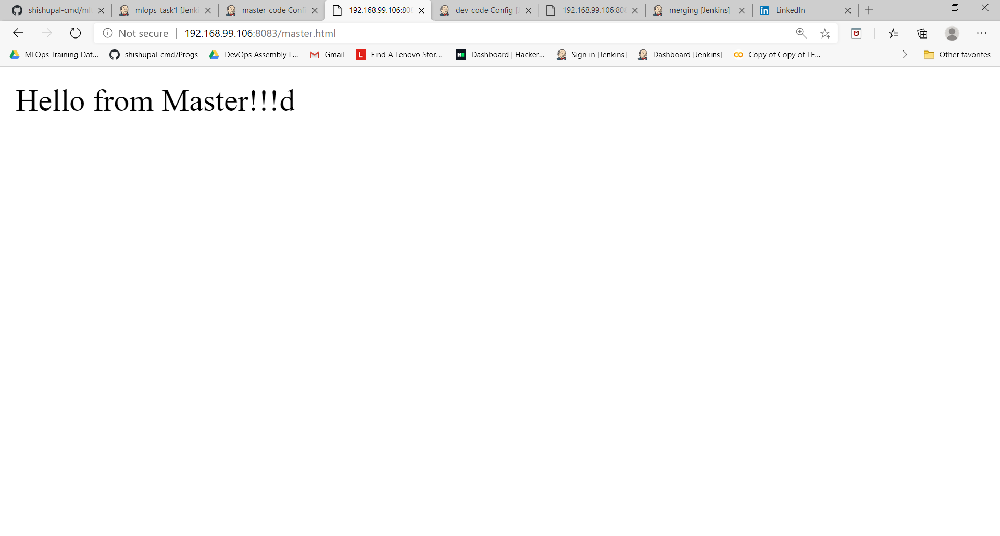 shishupal-cmd/ml
mlops_task1 [Jenk
master_code Confi
192.168.99.106:808
dev_code Config [J
192.168.99.106:80
merging [Jenkins]
LinkedIn
Not secure | 192.168.99.106:8083/master.html
MLOps Training Dat...
shishupal-cmd/Progs
DevOps Assembly L...
Gmail
L Find A Lenovo Stor...
Dashboard | Hacker...
Sign in [Jenkins]
Dashboard [Jenkins]
Copy of Copy of TF...
Other favorites
Hello from Master!!!d